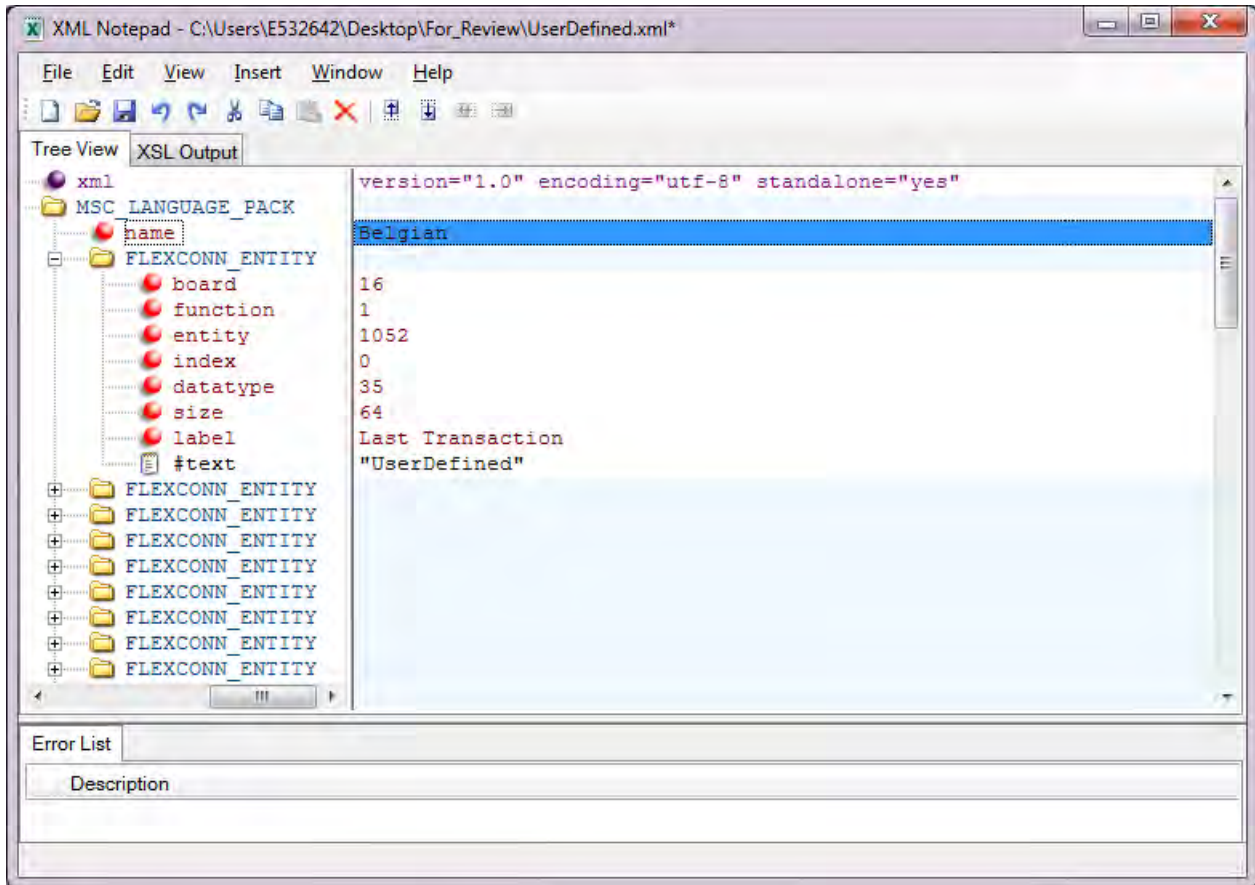 XML Notepad - C:\Users\E532642\Desktop\For_Review\UserDefined.xml*
File Edit View Insert Window Help
Tree View XSL Output
xml version="1.0" encoding="utf-8" standalone="yes"
MSC_LANGUAGE_PACK
name Belgian
FLEXCONN_ENTITY
board 16
function 1
entity 1052
index 0
datatype 35
size 64
label Last Transaction
#text "UserDefined"
FLEXCONN_ENTITY
FLEXCONN_ENTITY
FLEXCONN_ENTITY
FLEXCONN_ENTITY
FLEXCONN_ENTITY
FLEXCONN_ENTITY
FLEXCONN_ENTITY
FLEXCONN_ENTITY
Error List
Description